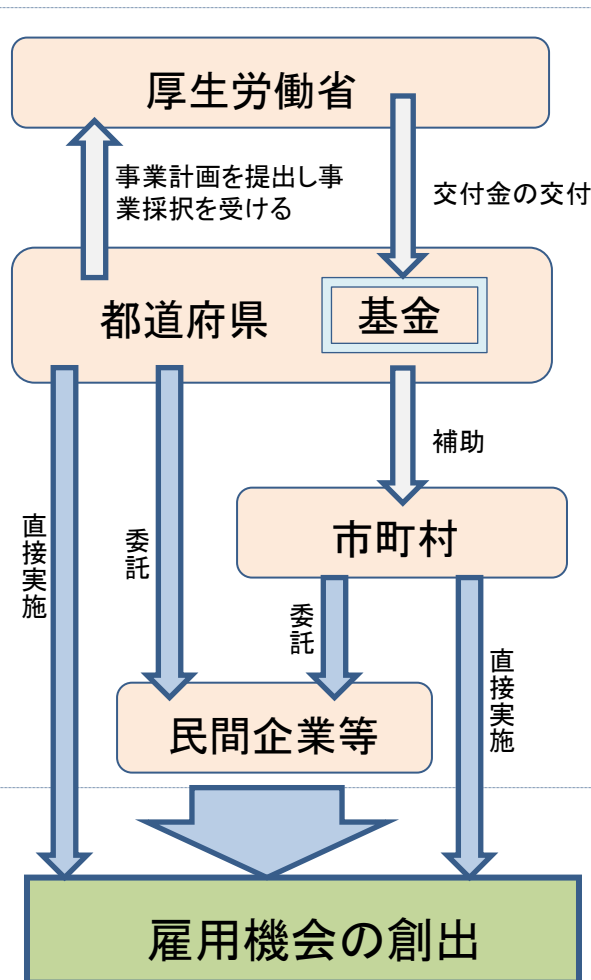 厚生労働省
事業計画を提出し事
業採択を受ける
交付金の交付
都道府県
基金
補助
市町村
直接実施
委託
委託
直接実施
民間企業等
雇用機会の創出